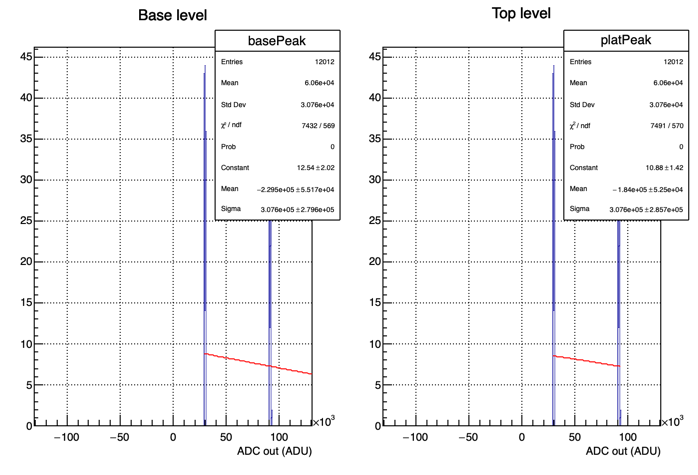 Base level
basePeak
Entries 12012
Mean 6.06e+04
Std Dev 3.076e+04
χ² / ndf 7432 / 569
Prob 0
Constant 12.54 ± 2.02
Mean −2.295e+05 ± 5.517e+04
Sigma 3.076e+05 ± 2.796e+05
45
40
35
30
25
20
15
10
5
0
−100 −50 0 50 100
×10³
ADC out (ADU)
Top level
platPeak
Entries 12012
Mean 6.06e+04
Std Dev 3.076e+04
χ² / ndf 7491 / 570
Prob 0
Constant 10.88 ± 1.42
Mean −1.84e+05 ± 5.25e+04
Sigma 3.076e+05 ± 2.857e+05
45
40
35
30
25
20
15
10
5
0
−100 −50 0 50 100
×10³
ADC out (ADU)